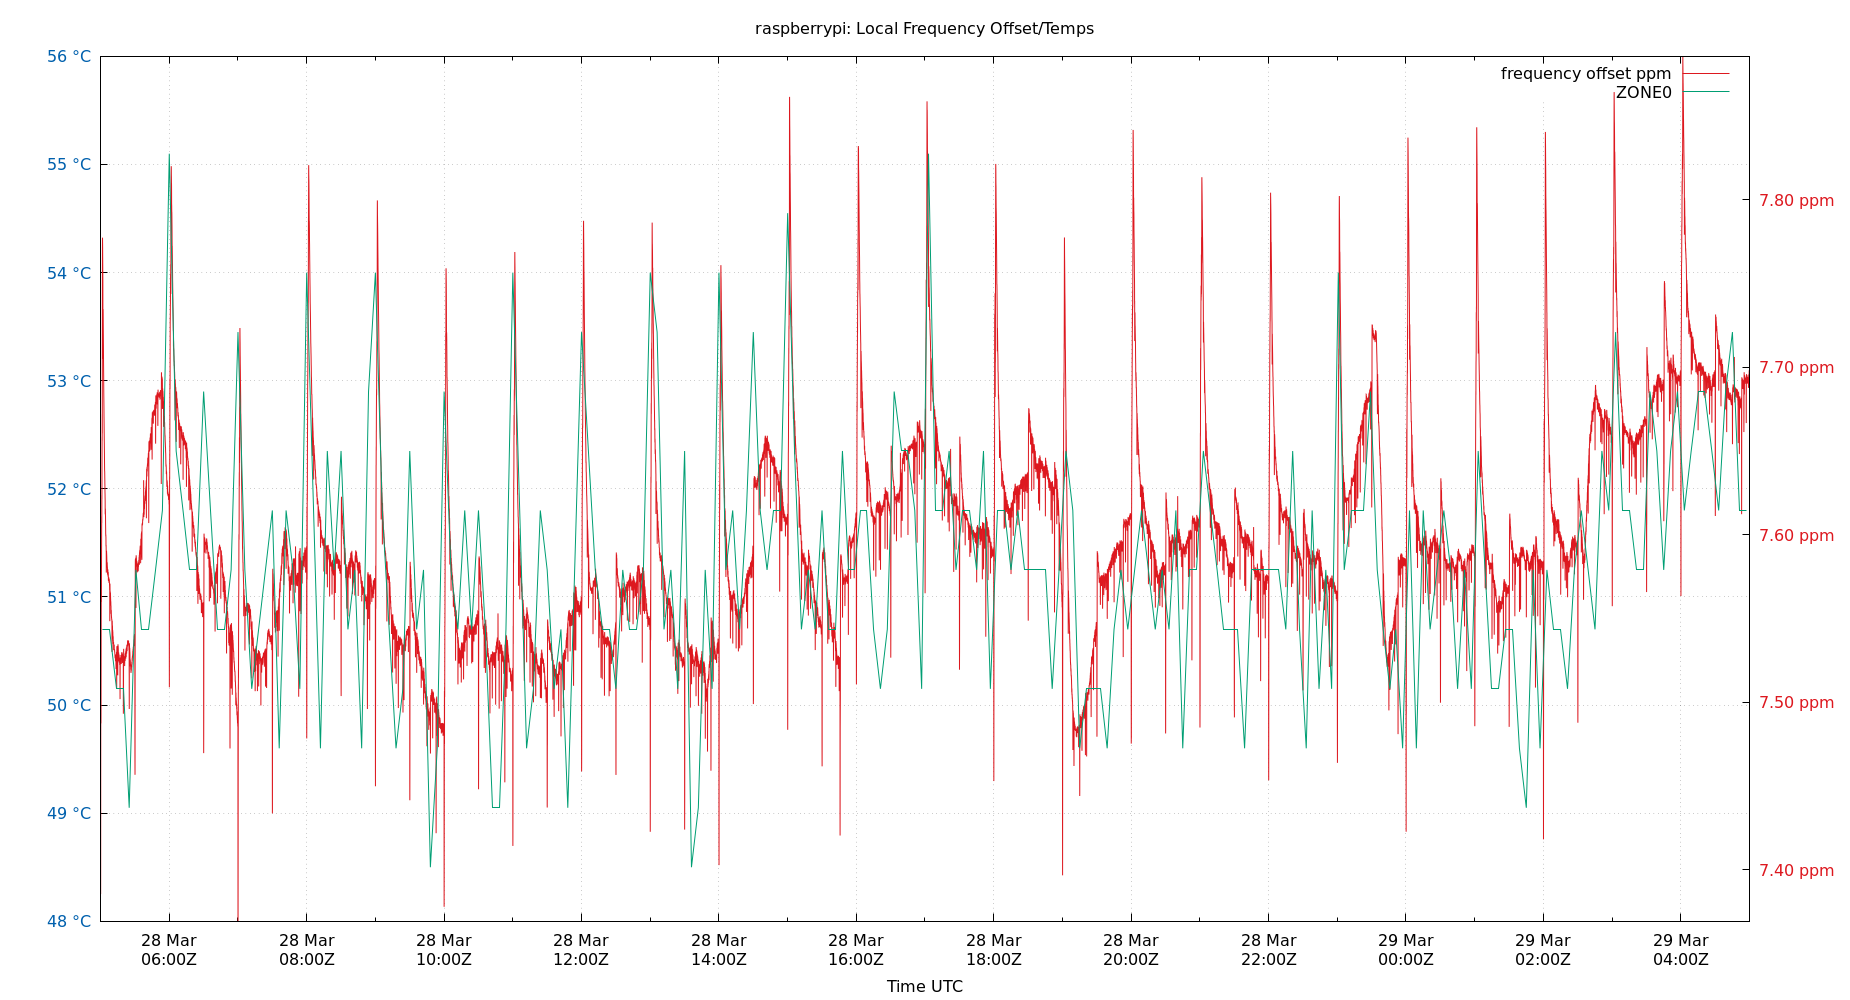 raspberrypi: Local Frequency Offset/Temps
56 °C
55 °C
54 °C
53 °C
52 °C
51 °C
50 °C
49 °C
48 °C
frequency offset ppm
ZONE0
7.80 ppm
7.70 ppm
7.60 ppm
7.50 ppm
7.40 ppm
28 Mar 28 Mar 28 Mar 28 Mar 28 Mar 28 Mar 28 Mar 28 Mar 28 Mar 29 Mar 29 Mar 29 Mar
06:00Z 08:00Z 10:00Z 12:00Z 14:00Z 16:00Z 18:00Z 20:00Z 22:00Z 00:00Z 02:00Z 04:00Z
Time UTC